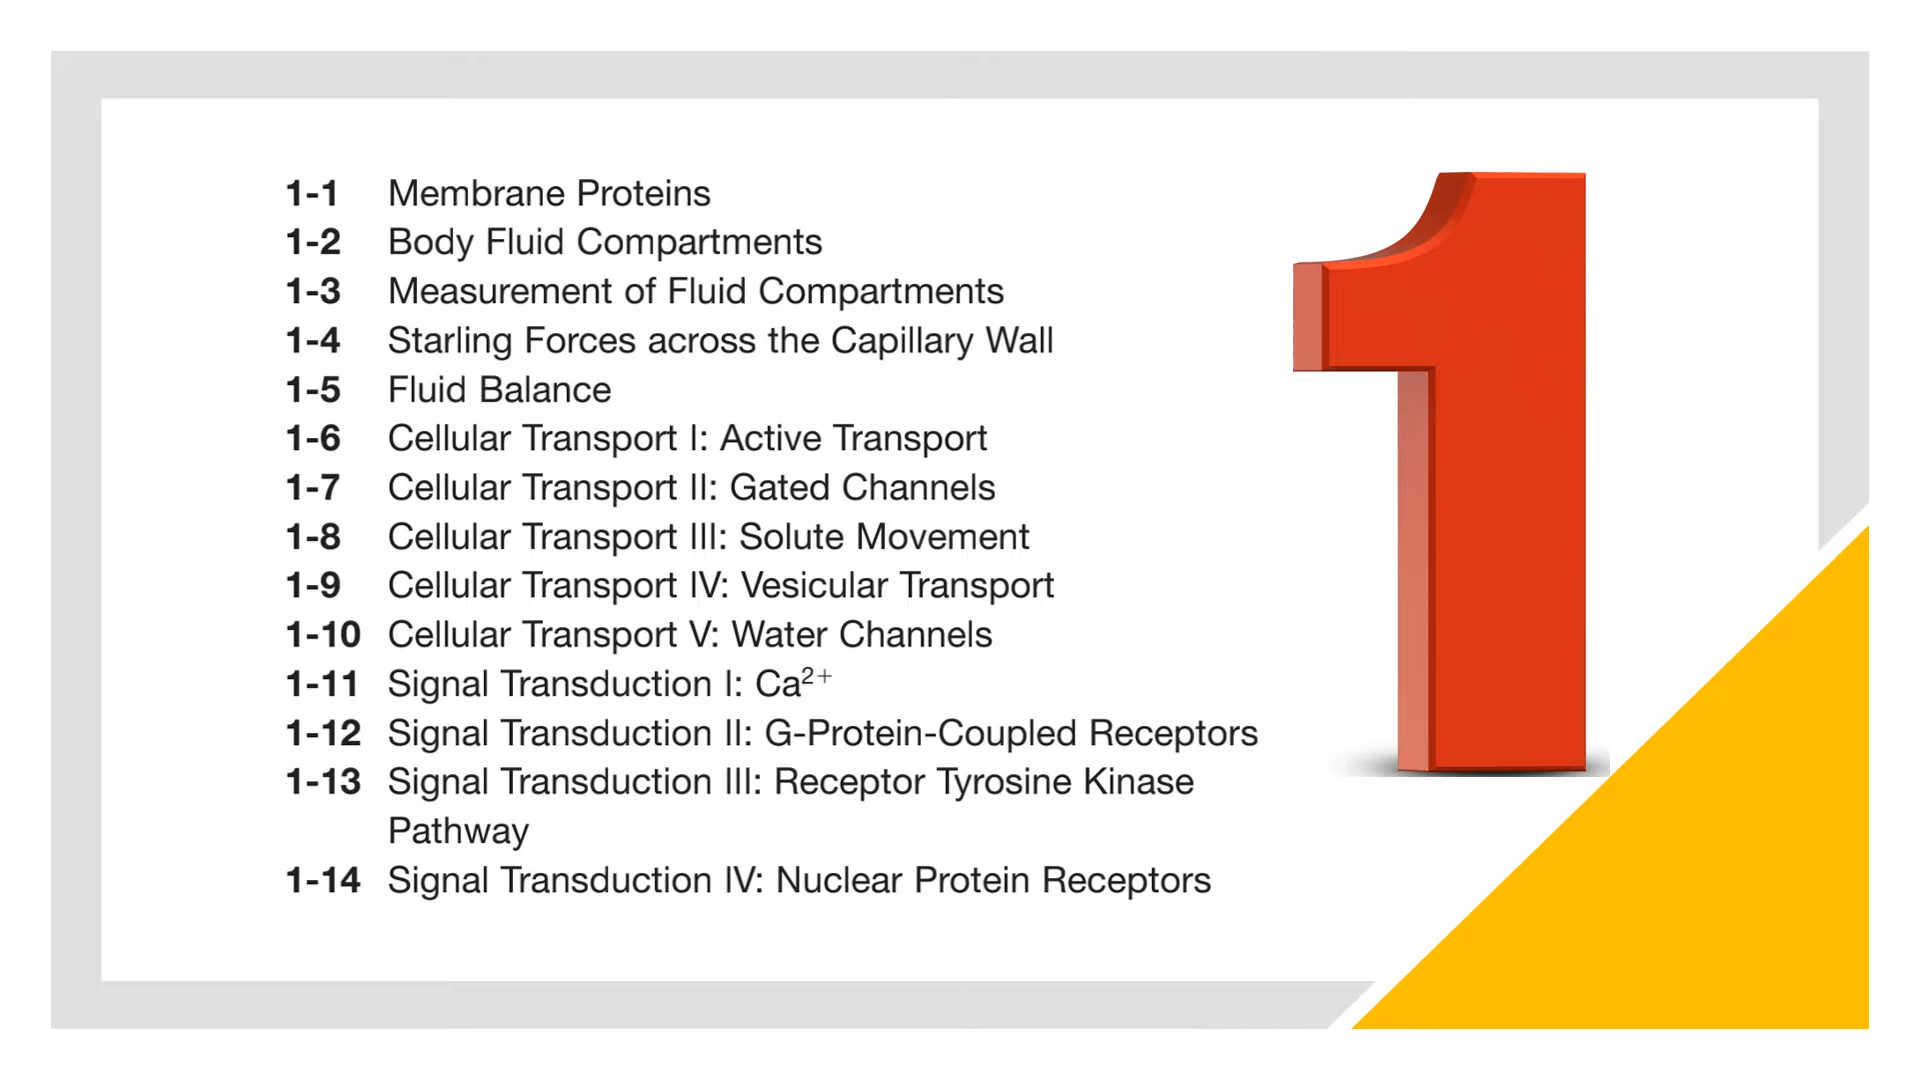 1-1 Membrane Proteins
1-2 Body Fluid Compartments
1-3 Measurement of Fluid Compartments
1-4 Starling Forces across the Capillary Wall
1-5 Fluid Balance
1-6 Cellular Transport I: Active Transport
1-7 Cellular Transport II: Gated Channels
1-8 Cellular Transport III: Solute Movement
1-9 Cellular Transport IV: Vesicular Transport
1-10 Cellular Transport V: Water Channels
1-11 Signal Transduction I: Ca²⁺
1-12 Signal Transduction II: G-Protein-Coupled Receptors
1-13 Signal Transduction III: Receptor Tyrosine Kinase
Pathway
1-14 Signal Transduction IV: Nuclear Protein Receptors
1